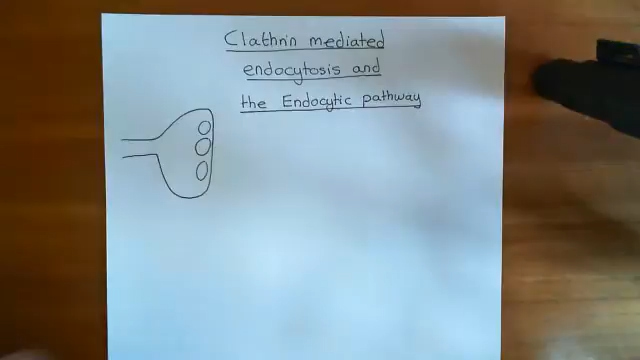 Clathrin mediated
endocytosis and
the Endocytic pathway